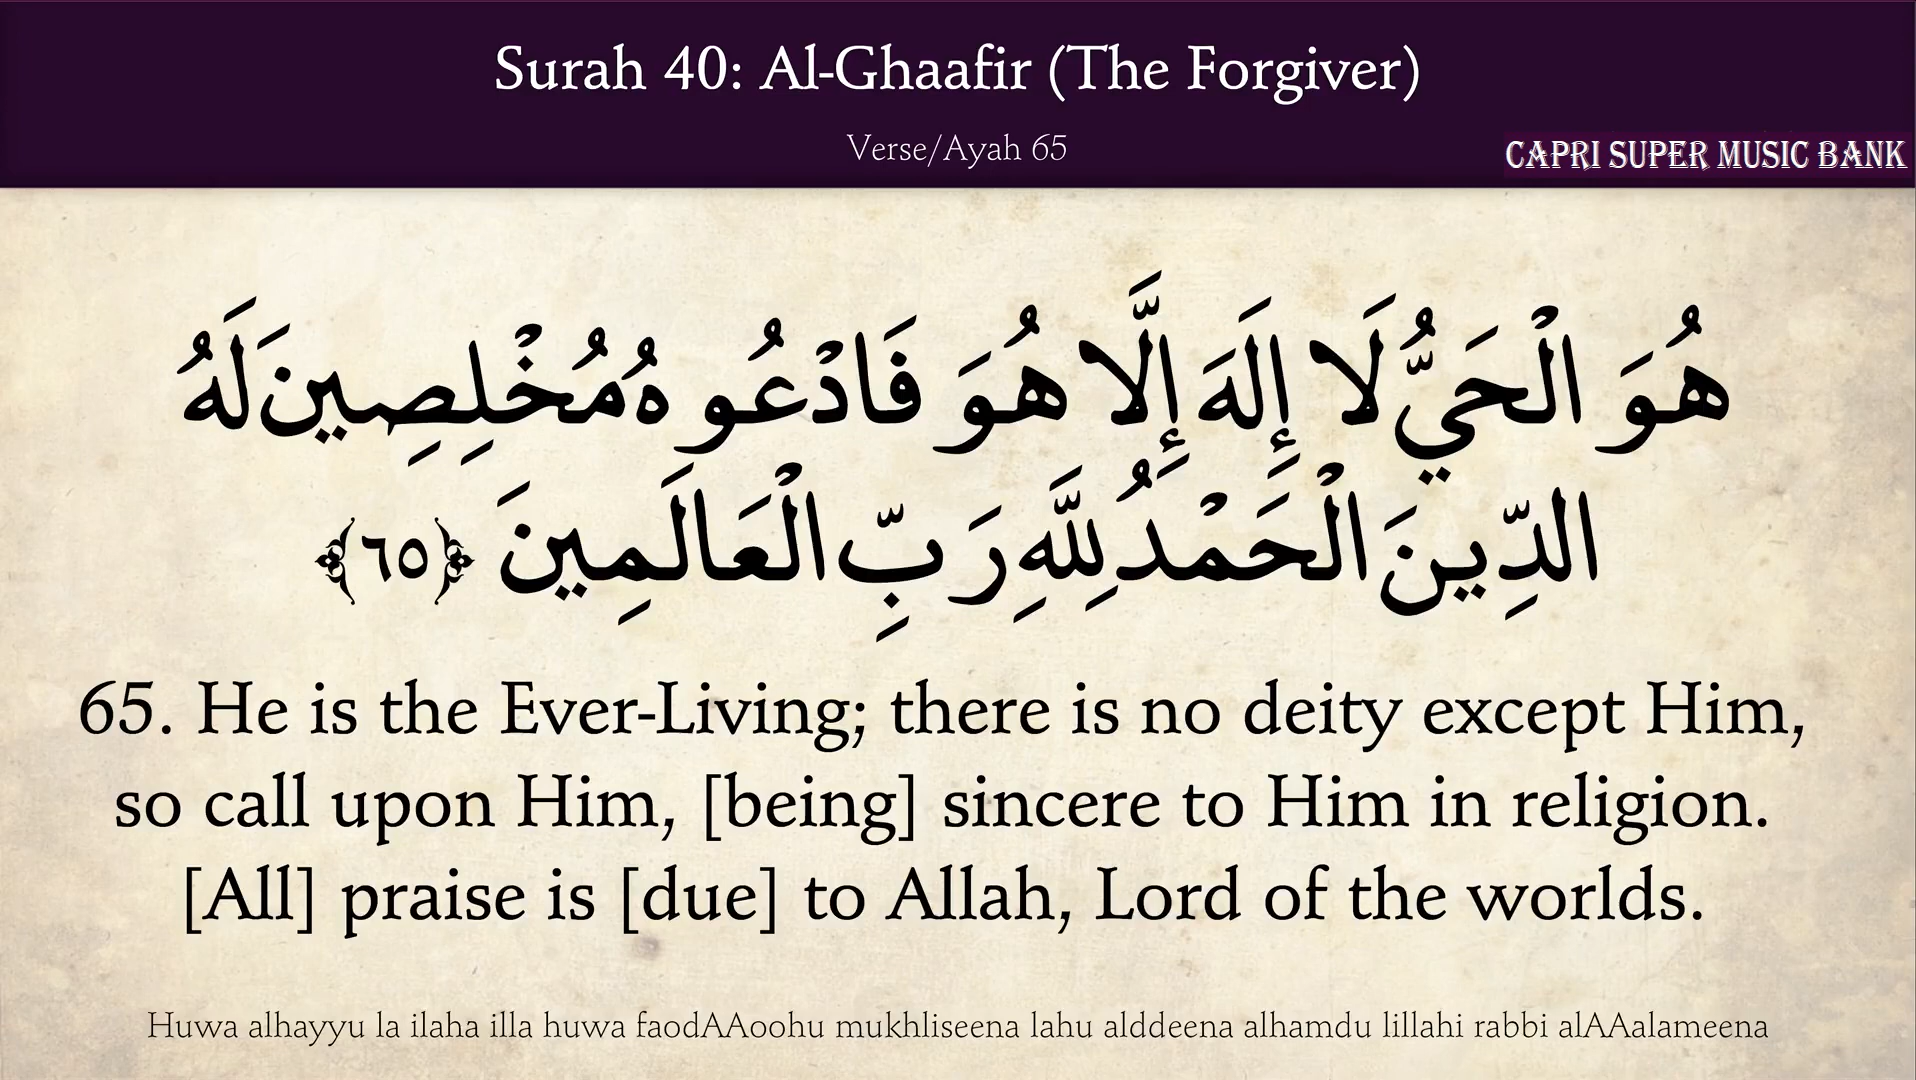 Surah 40: Al-Ghaafir (The Forgiver)
Verse/Ayah 65
CAPRI SUPER MUSIC BANK
هُوَ الْحَيُّ لَا إِلَهَ إِلَّا هُوَ فَادْعُوهُ مُخْلِصِينَ لَهُ
الدِّينَ الْحَمْدُ لِلَّهِ رَبِّ الْعَالَمِينَ ﴿٦٥﴾
65. He is the Ever-Living; there is no deity except Him,
so call upon Him, [being] sincere to Him in religion.
[All] praise is [due] to Allah, Lord of the worlds.
Huwa alhayyu la ilaha illa huwa faodAAoohu mukhliseena lahu alddeena alhamdu lillahi rabbi alAAalameena